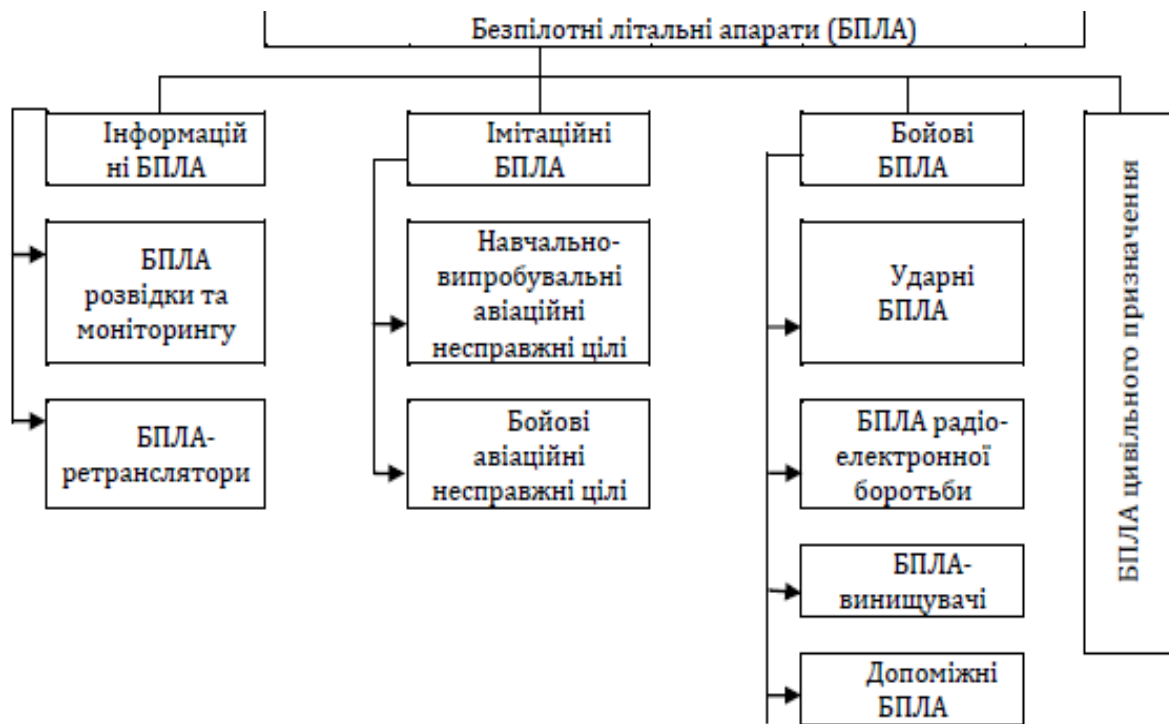 Безпілотні літальні апарати (БПЛА)
Інформацій
ні БПЛА
Імітаційні
БПЛА
Бойові
БПЛА
БПЛА цивільного призначення
БПЛА
розвідки та
моніторингу
Навчально-
випробувальні
авіаційні
несправжні цілі
Ударні
БПЛА
БПЛА-
ретранслятори
Бойові
авіаційні
несправжні цілі
БПЛА радіо-
електронної
боротьби
БПЛА-
винищувачі
Допоміжні
БПЛА